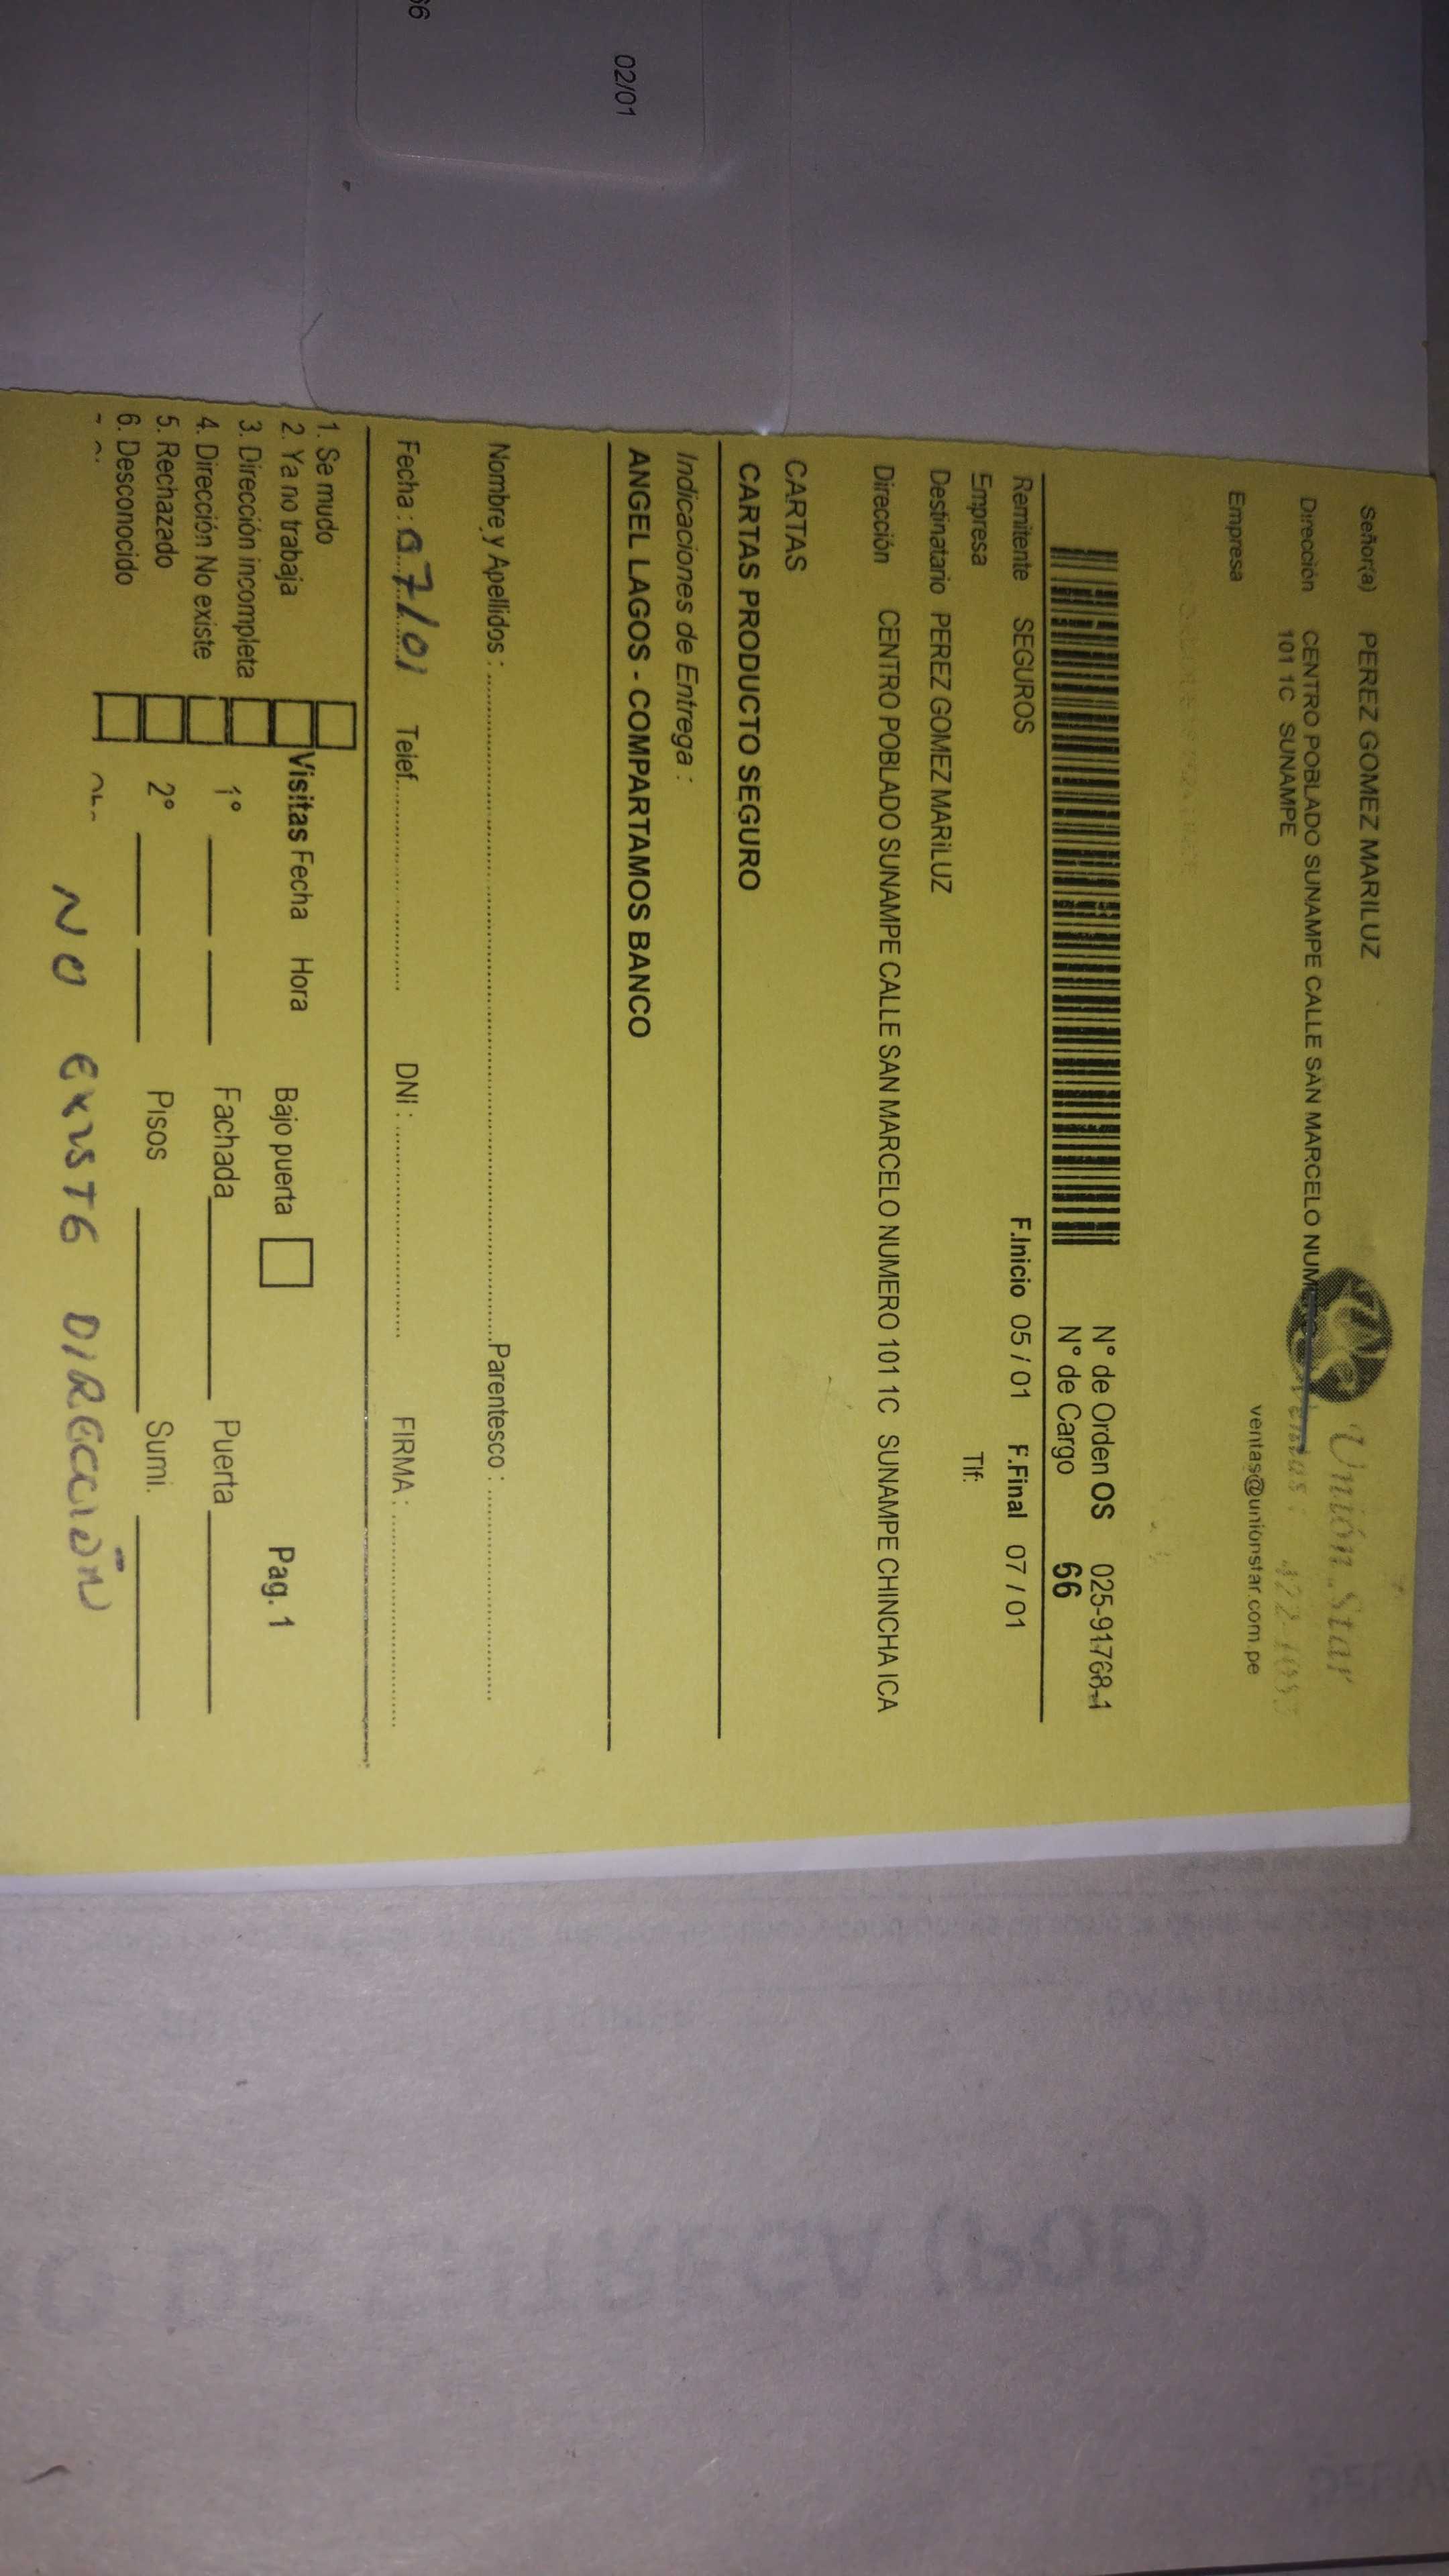 Señor(a) PEREZ GOMEZ MARILUZ
Unión Star
Dirección CENTRO POBLADO SUNAMPE CALLE SAN MARCELO
101 1C SUNAMPE
ventas@unionstar.com.pe
Empresa
N° de Orden OS 025-91768-1
N° de Cargo 66
Remitente SEGUROS F.Inicio 05 / 01 F.Final 07 / 01
Empresa Tlf:
Destinatario PEREZ GOMEZ MARILUZ
Dirección CENTRO POBLADO SUNAMPE CALLE SAN MARCELO NUMERO 101 1C SUNAMPE CHINCHA ICA
CARTAS
CARTAS PRODUCTO SEGURO
Indicaciones de Entrega :
ANGEL LAGOS - COMPARTAMOS BANCO
02/01
Nombre y Apellidos : Parentesco :
Fecha : 07/01 Telef. DNI : FIRMA :
1. Se mudo
2. Ya no trabaja Visitas Fecha Hora Bajo puerta Pag. 1
3. Dirección incompleta
4. Dirección No existe 1° Fachada Puerta
5. Rechazado 2° Pisos Sumi.
6. Desconocido
NO EXISTE DIRECCIÓN